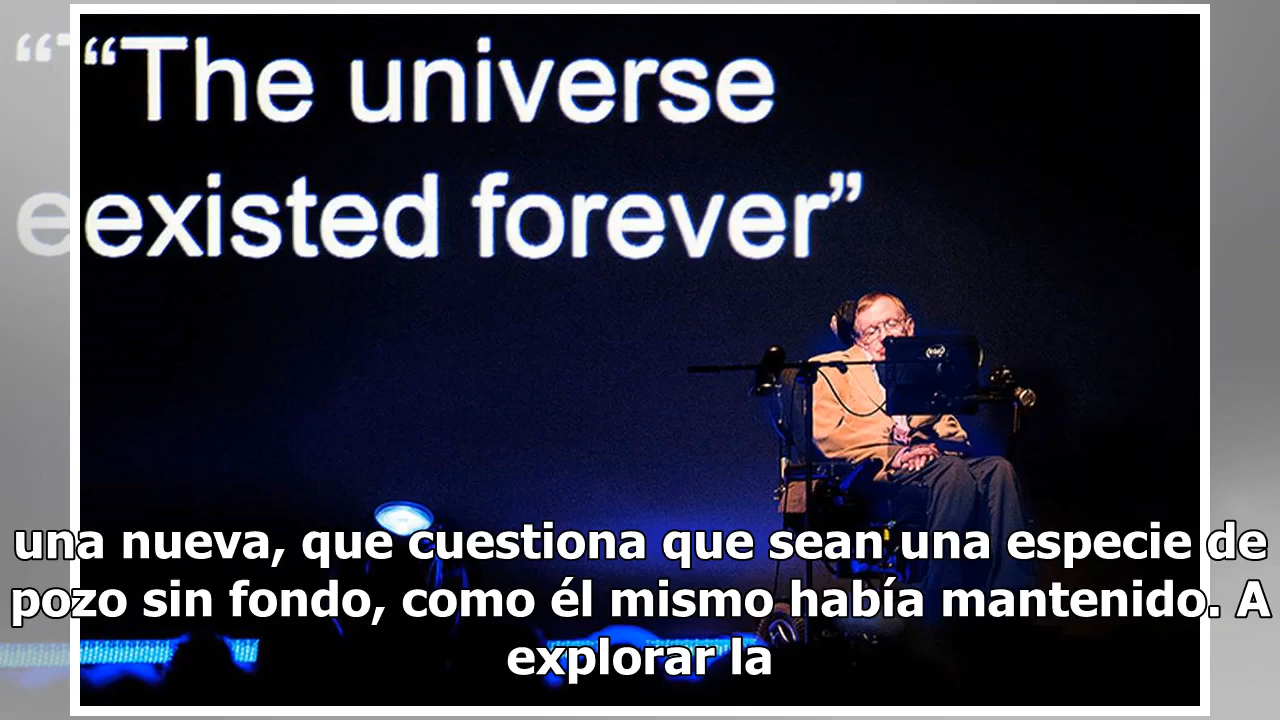 “The universe
existed forever”
una nueva, que cuestiona que sean una especie de
pozo sin fondo, como él mismo había mantenido. A
explorar la